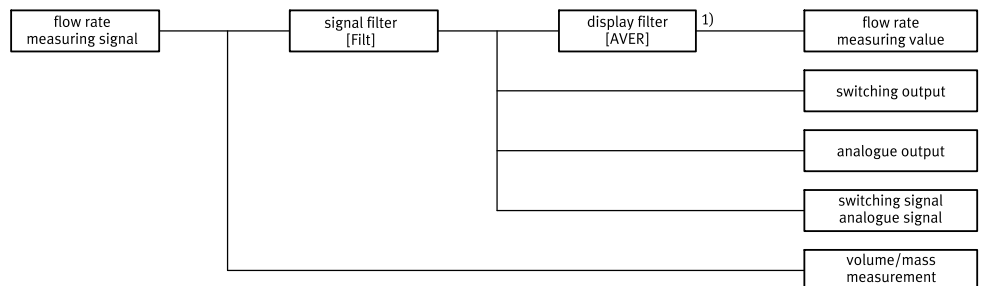 flow rate
measuring signal
signal filter
[Filt]
display filter
[AVER]
1)
flow rate
measuring value
switching output
analogue output
switching signal
analogue signal
volume/mass
measurement